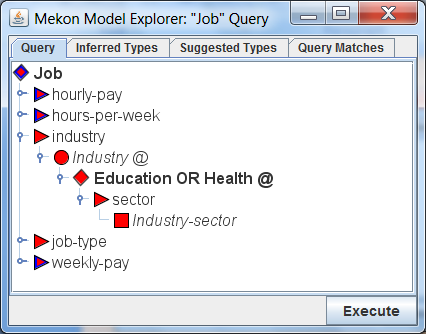 Mekon Model Explorer: "Job" Query
Query Inferred Types Suggested Types Query Matches
Job
hourly-pay
hours-per-week
industry
Industry @
Education OR Health @
sector
Industry-sector
job-type
weekly-pay
Execute